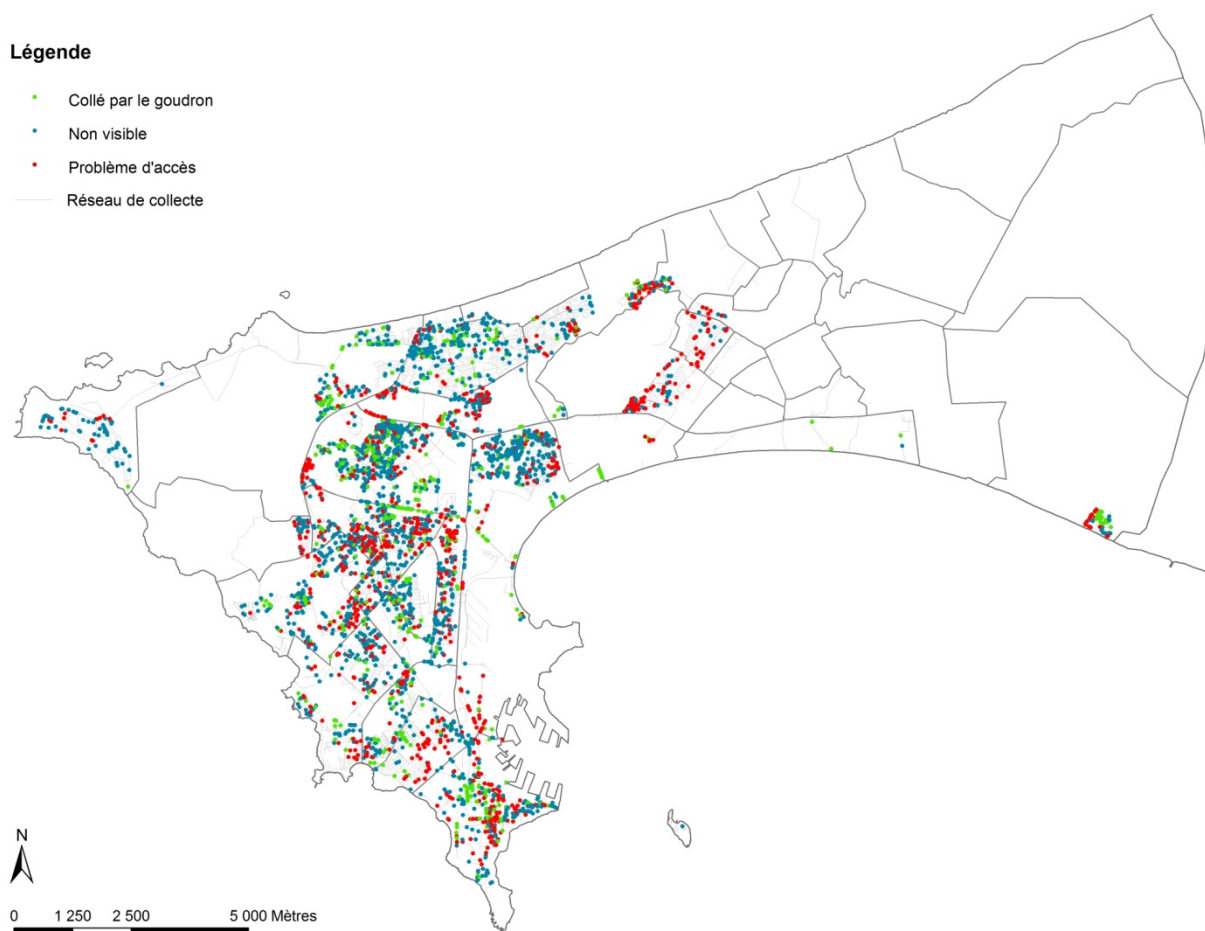 Légende
Collé par le goudron
Non visible
Problème d'accès
Réseau de collecte
N
0 1 250 2 500 5 000 Mètres